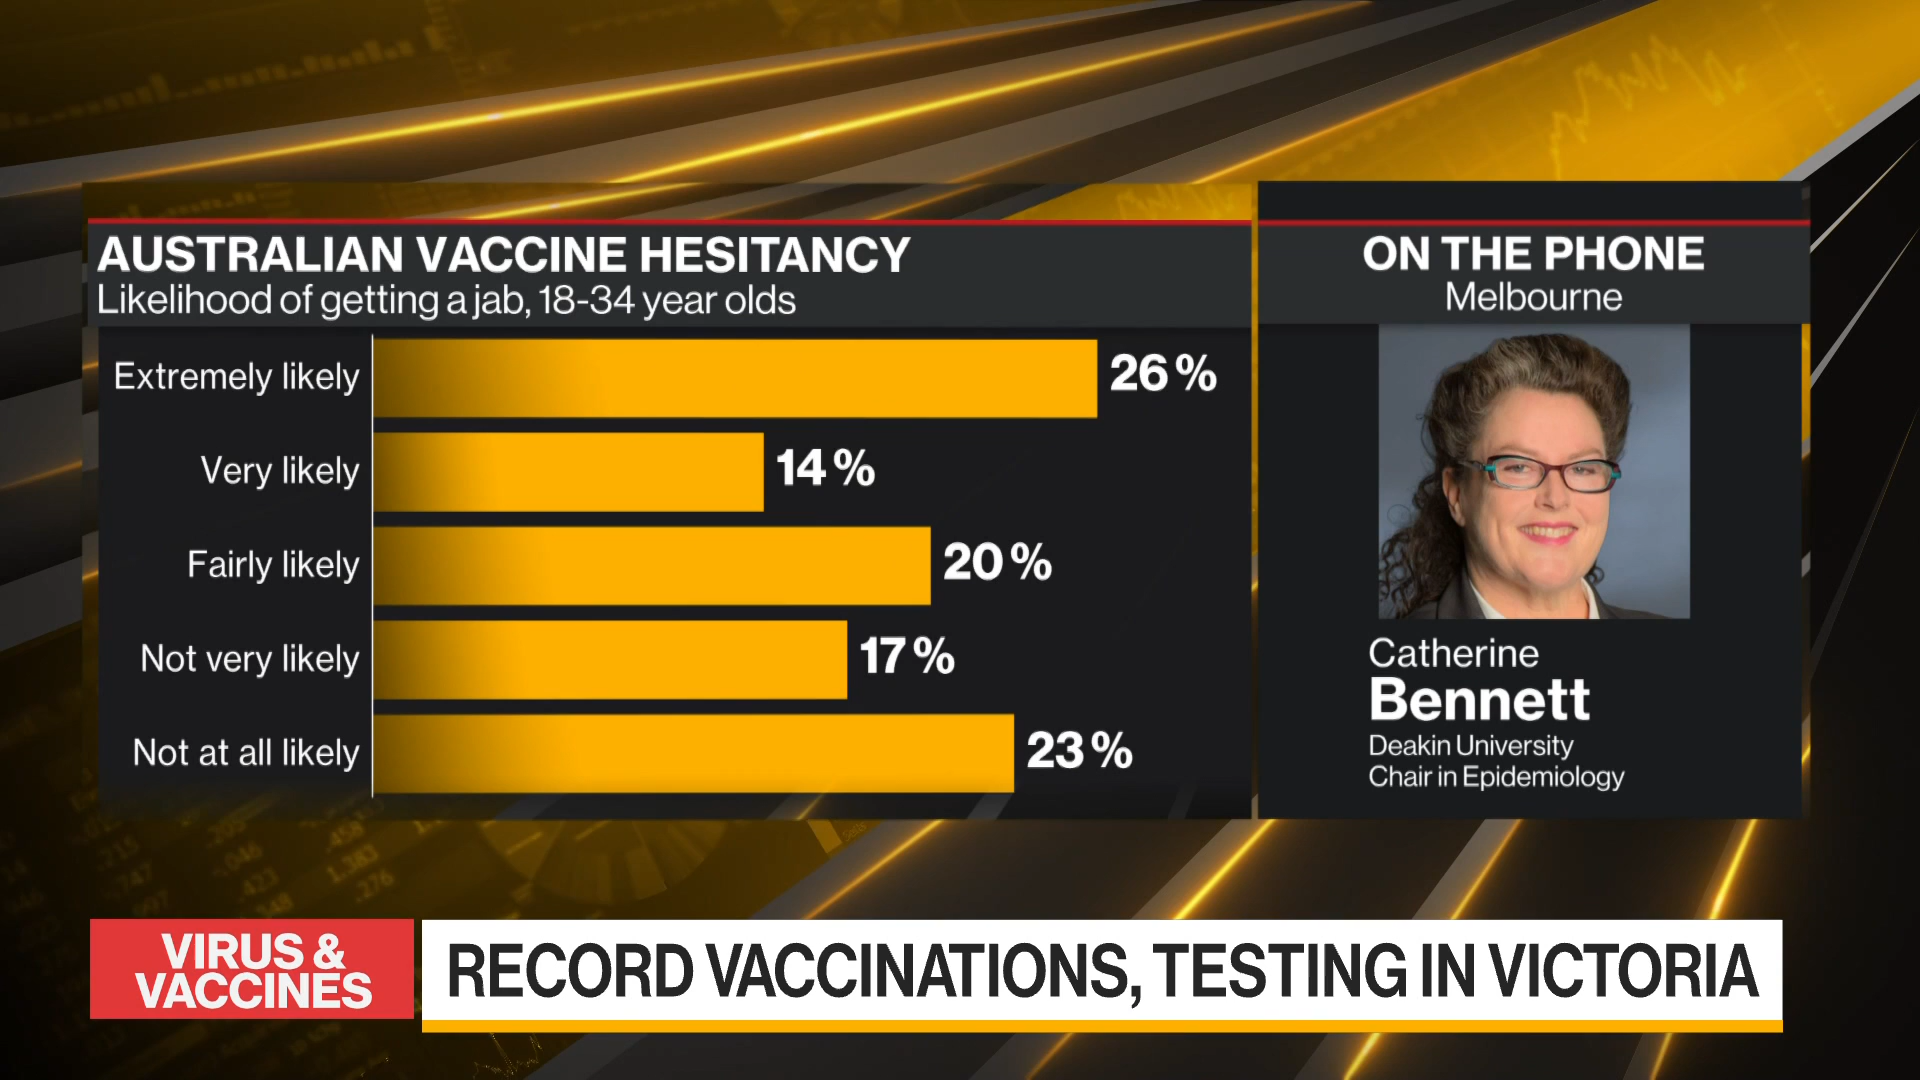 AUSTRALIAN VACCINE HESITANCY
Likelihood of getting a jab, 18-34 year olds
Extremely likely 26%
Very likely 14%
Fairly likely 20%
Not very likely 17%
Not at all likely 23%
ON THE PHONE
Melbourne
Catherine
Bennett
Deakin University
Chair in Epidemiology
VIRUS &
VACCINES
RECORD VACCINATIONS, TESTING IN VICTORIA